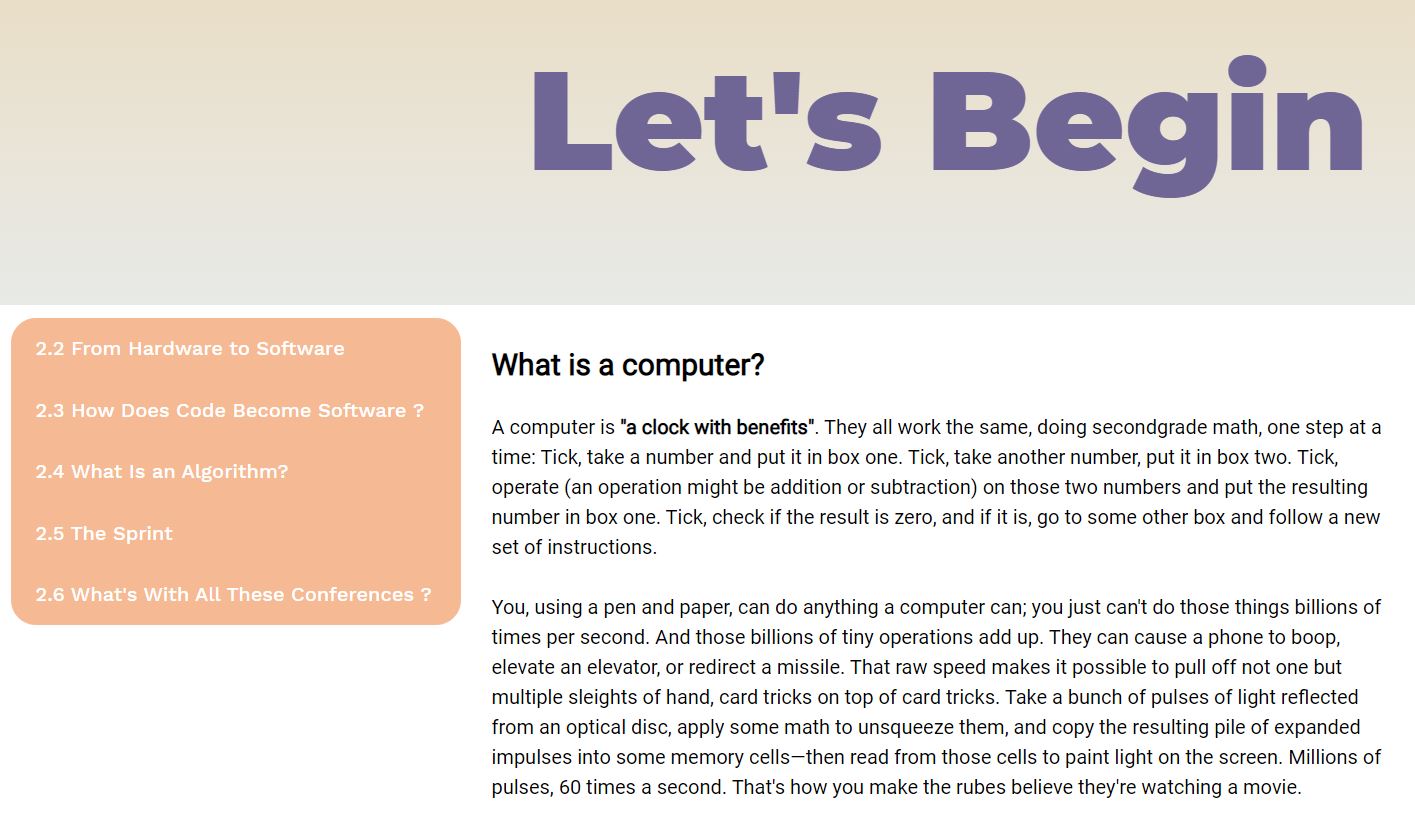 Let's Begin
2.2 From Hardware to Software
2.3 How Does Code Become Software ?
2.4 What Is an Algorithm?
2.5 The Sprint
2.6 What's With All These Conferences ?
What is a computer?
A computer is "a clock with benefits". They all work the same, doing secondgrade math, one step at a
time: Tick, take a number and put it in box one. Tick, take another number, put it in box two. Tick,
operate (an operation might be addition or subtraction) on those two numbers and put the resulting
number in box one. Tick, check if the result is zero, and if it is, go to some other box and follow a new
set of instructions.
You, using a pen and paper, can do anything a computer can; you just can't do those things billions of
times per second. And those billions of tiny operations add up. They can cause a phone to boop,
elevate an elevator, or redirect a missile. That raw speed makes it possible to pull off not one but
multiple sleights of hand, card tricks on top of card tricks. Take a bunch of pulses of light reflected
from an optical disc, apply some math to unsqueeze them, and copy the resulting pile of expanded
impulses into some memory cells—then read from those cells to paint light on the screen. Millions of
pulses, 60 times a second. That's how you make the rubes believe they're watching a movie.